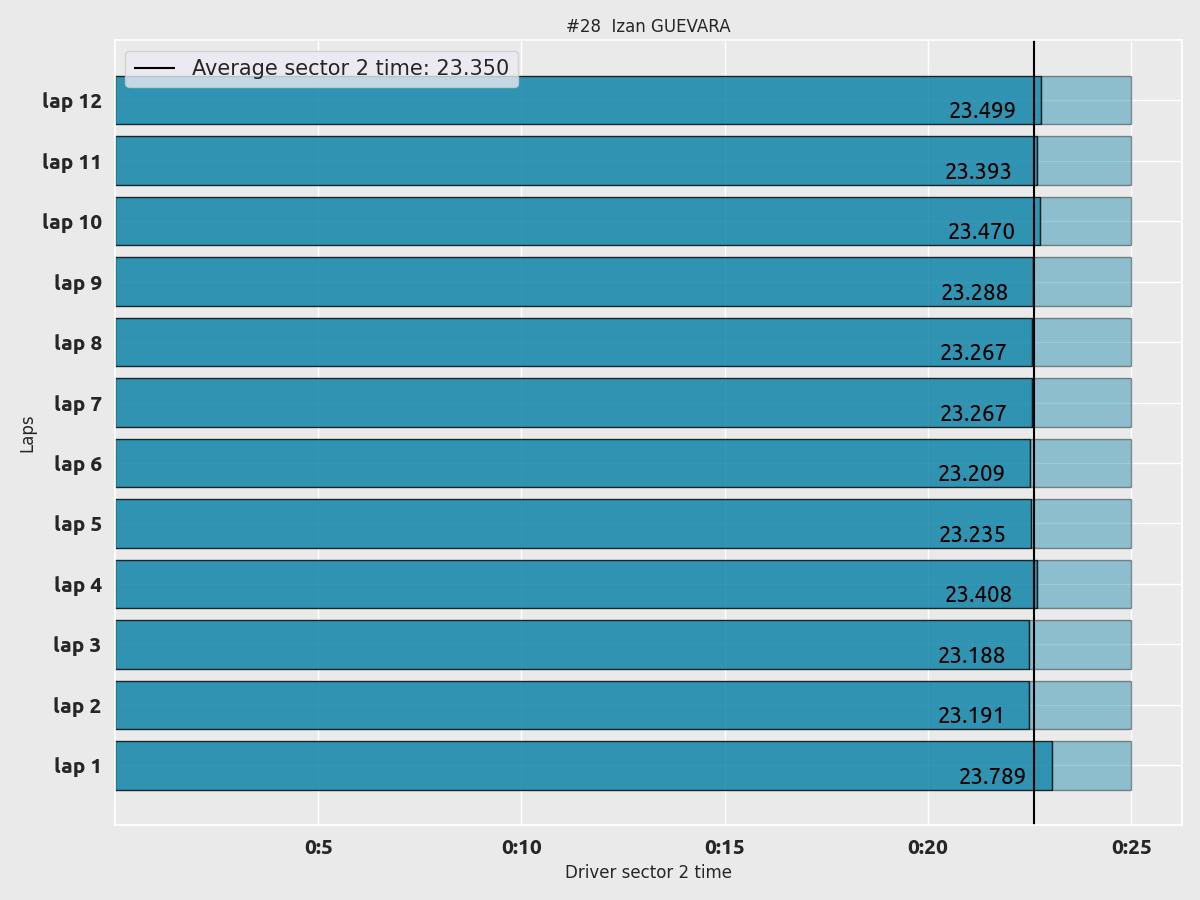 #28 Izan GUEVARA
Average sector 2 time: 23.350
lap 12 23.499
lap 11 23.393
lap 10 23.470
lap 9 23.288
lap 8 23.267
lap 7 23.267
lap 6 23.209
lap 5 23.235
lap 4 23.408
lap 3 23.188
lap 2 23.191
lap 1 23.789
Laps
0:5 0:10 0:15 0:20 0:25
Driver sector 2 time